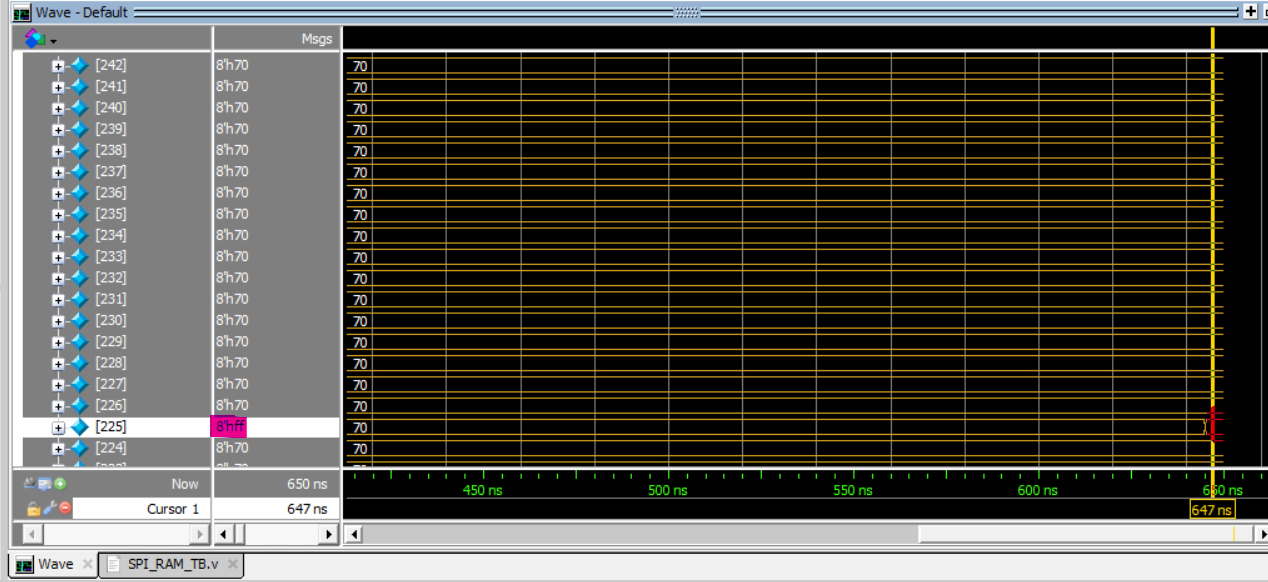 Wave - Default
Msgs
[242] 8'h70 70
[241] 8'h70 70
[240] 8'h70 70
[239] 8'h70 70
[238] 8'h70 70
[237] 8'h70 70
[236] 8'h70 70
[235] 8'h70 70
[234] 8'h70 70
[233] 8'h70 70
[232] 8'h70 70
[231] 8'h70 70
[230] 8'h70 70
[229] 8'h70 70
[228] 8'h70 70
[227] 8'h70 70
[226] 8'h70 70
[225] 8'hff 70
[224] 8'h70 70
Now 650 ns 450 ns 500 ns 550 ns 600 ns 650 ns
Cursor 1 647 ns 647 ns
Wave SPI_RAM_TB.v